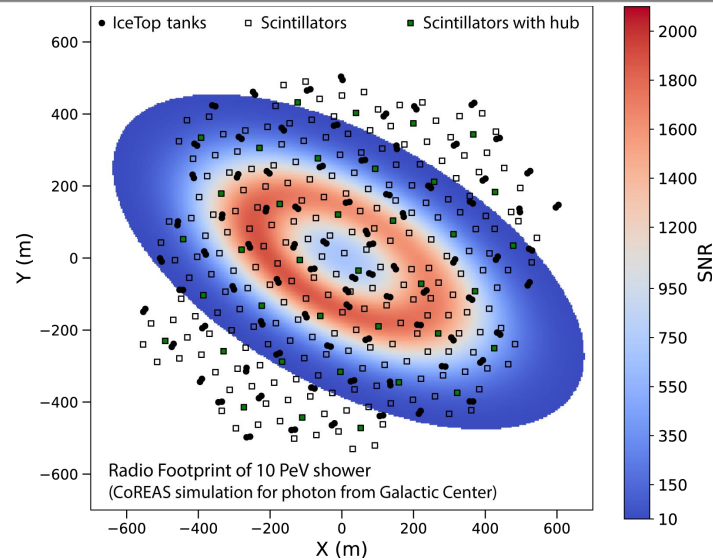 IceTop tanks Scintillators Scintillators with hub
600
400
200
0
−200
−400
−600
Y (m)
Radio Footprint of 10 PeV shower
(CoREAS simulation for photon from Galactic Center)
−600 −400 −200 0 200 400 600
X (m)
2000
1800
1600
1400
1200
950
750
550
350
150
10
SNR